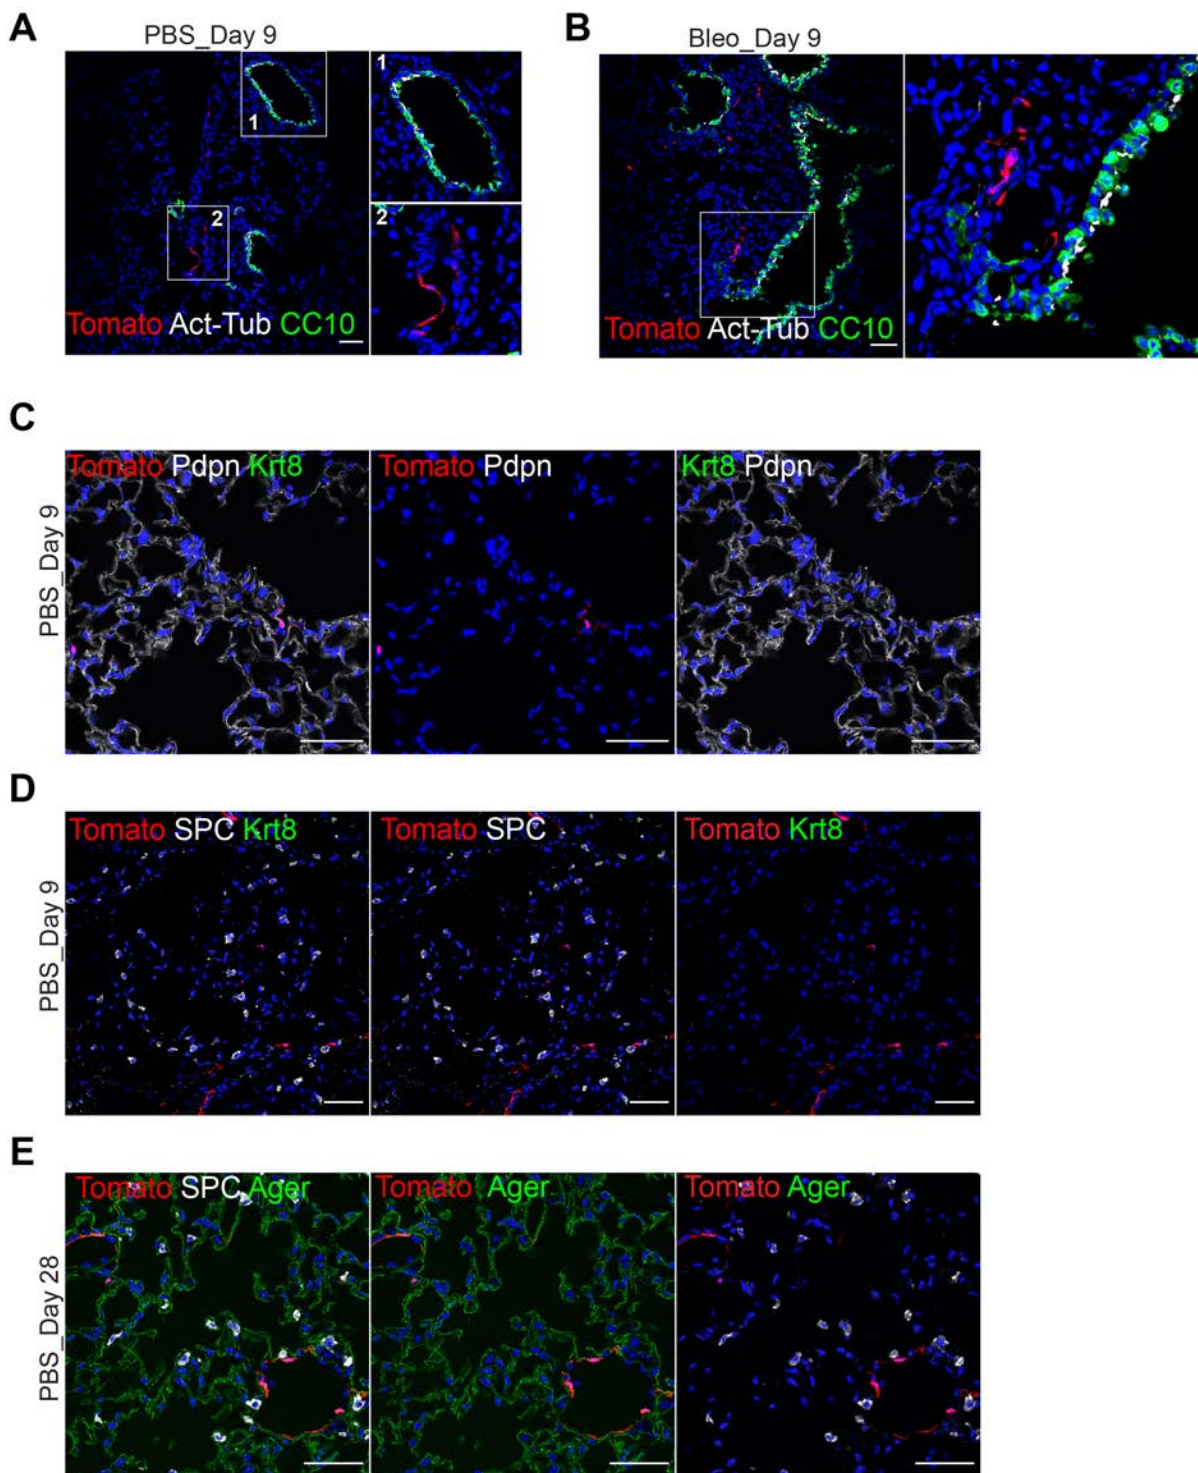 A
PBS_Day 9
1
2
Tomato Act-Tub CC10
1
2
B
Bleo_Day 9
Tomato Act-Tub CC10
C
PBS_Day 9
Tomato Pdpn Krt8
Tomato Pdpn
Krt8 Pdpn
D
PBS_Day 9
Tomato SPC Krt8
Tomato SPC
Tomato Krt8
E
PBS_Day 28
Tomato SPC Ager
Tomato Ager
Tomato Ager